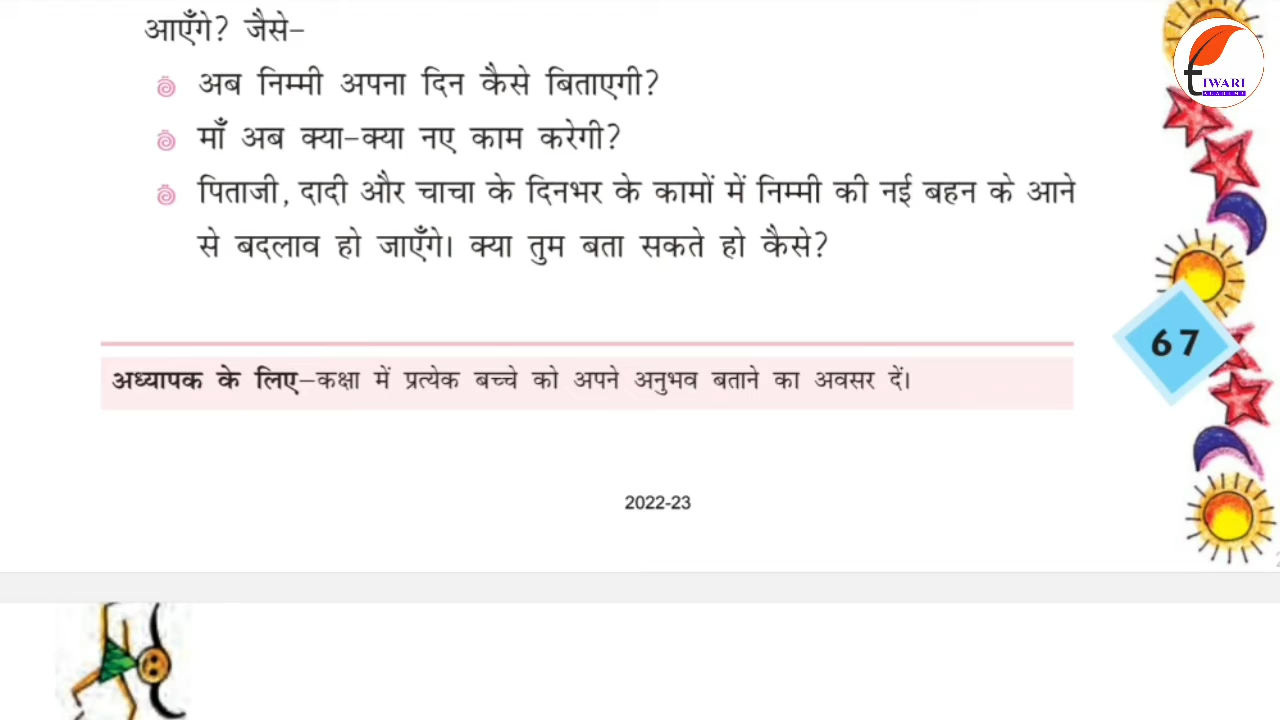 आएँगे? जैसे–
अब निम्मी अपना दिन कैसे बिताएगी?
माँ अब क्या-क्या नए काम करेगी?
पिताजी, दादी और चाचा के दिनभर के कामों में निम्मी की नई बहन के आने
से बदलाव हो जाएँगे। क्या तुम बता सकते हो कैसे?
67
अध्यापक के लिए–कक्षा में प्रत्येक बच्चे को अपने अनुभव बताने का अवसर दें।
2022-23
TIWARI
ACADEMY